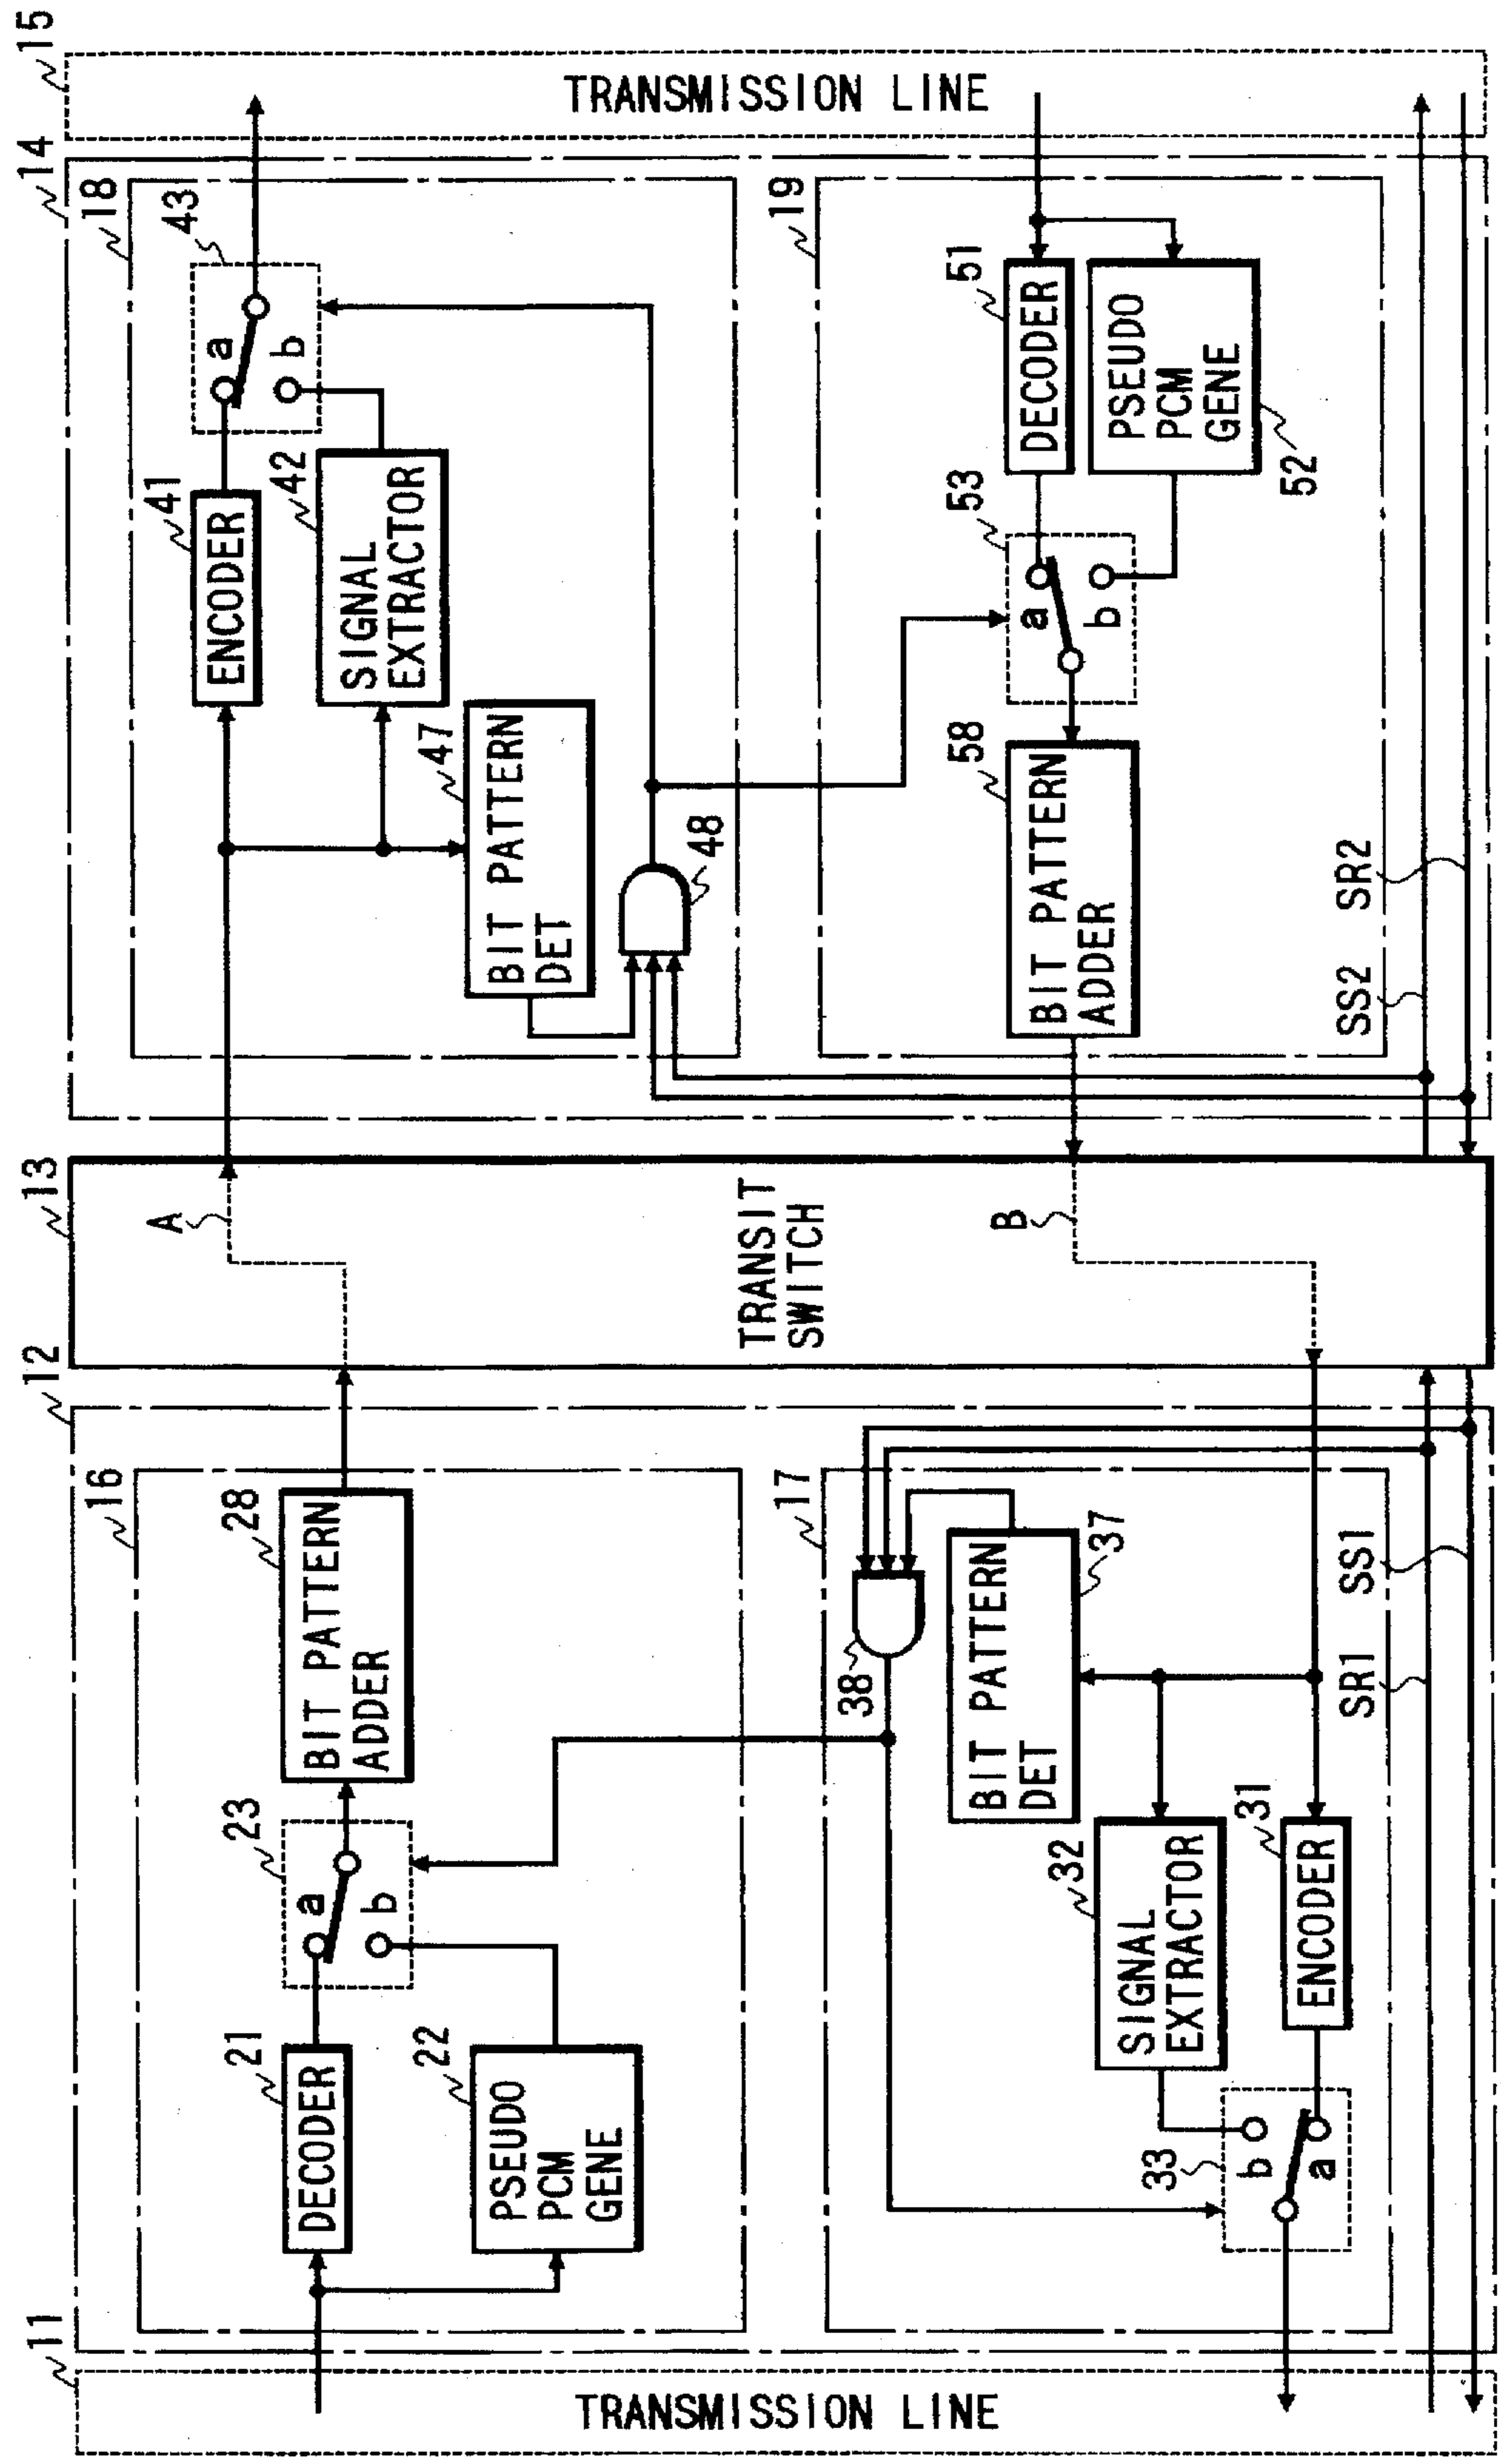 11
12
13
14
15
TRANSMISSION LINE
16
21
DECODER
22
PSEUDO
PCM
GENE
23
a
b
28
BIT PATTERN
ADDER
17
38
37
BIT PATTERN
DET
32
SIGNAL
EXTRACTOR
31
ENCODER
33
b
a
SR1
SS1
A
TRANSIT
SWITCH
B
18
41
ENCODER
42
SIGNAL
EXTRACTOR
43
a
b
47
BIT PATTERN
DET
48
19
51
DECODER
PSEUDO
PCM
GENE
52
53
a
b
58
BIT PATTERN
ADDER
SS2
SR2
TRANSMISSION LINE